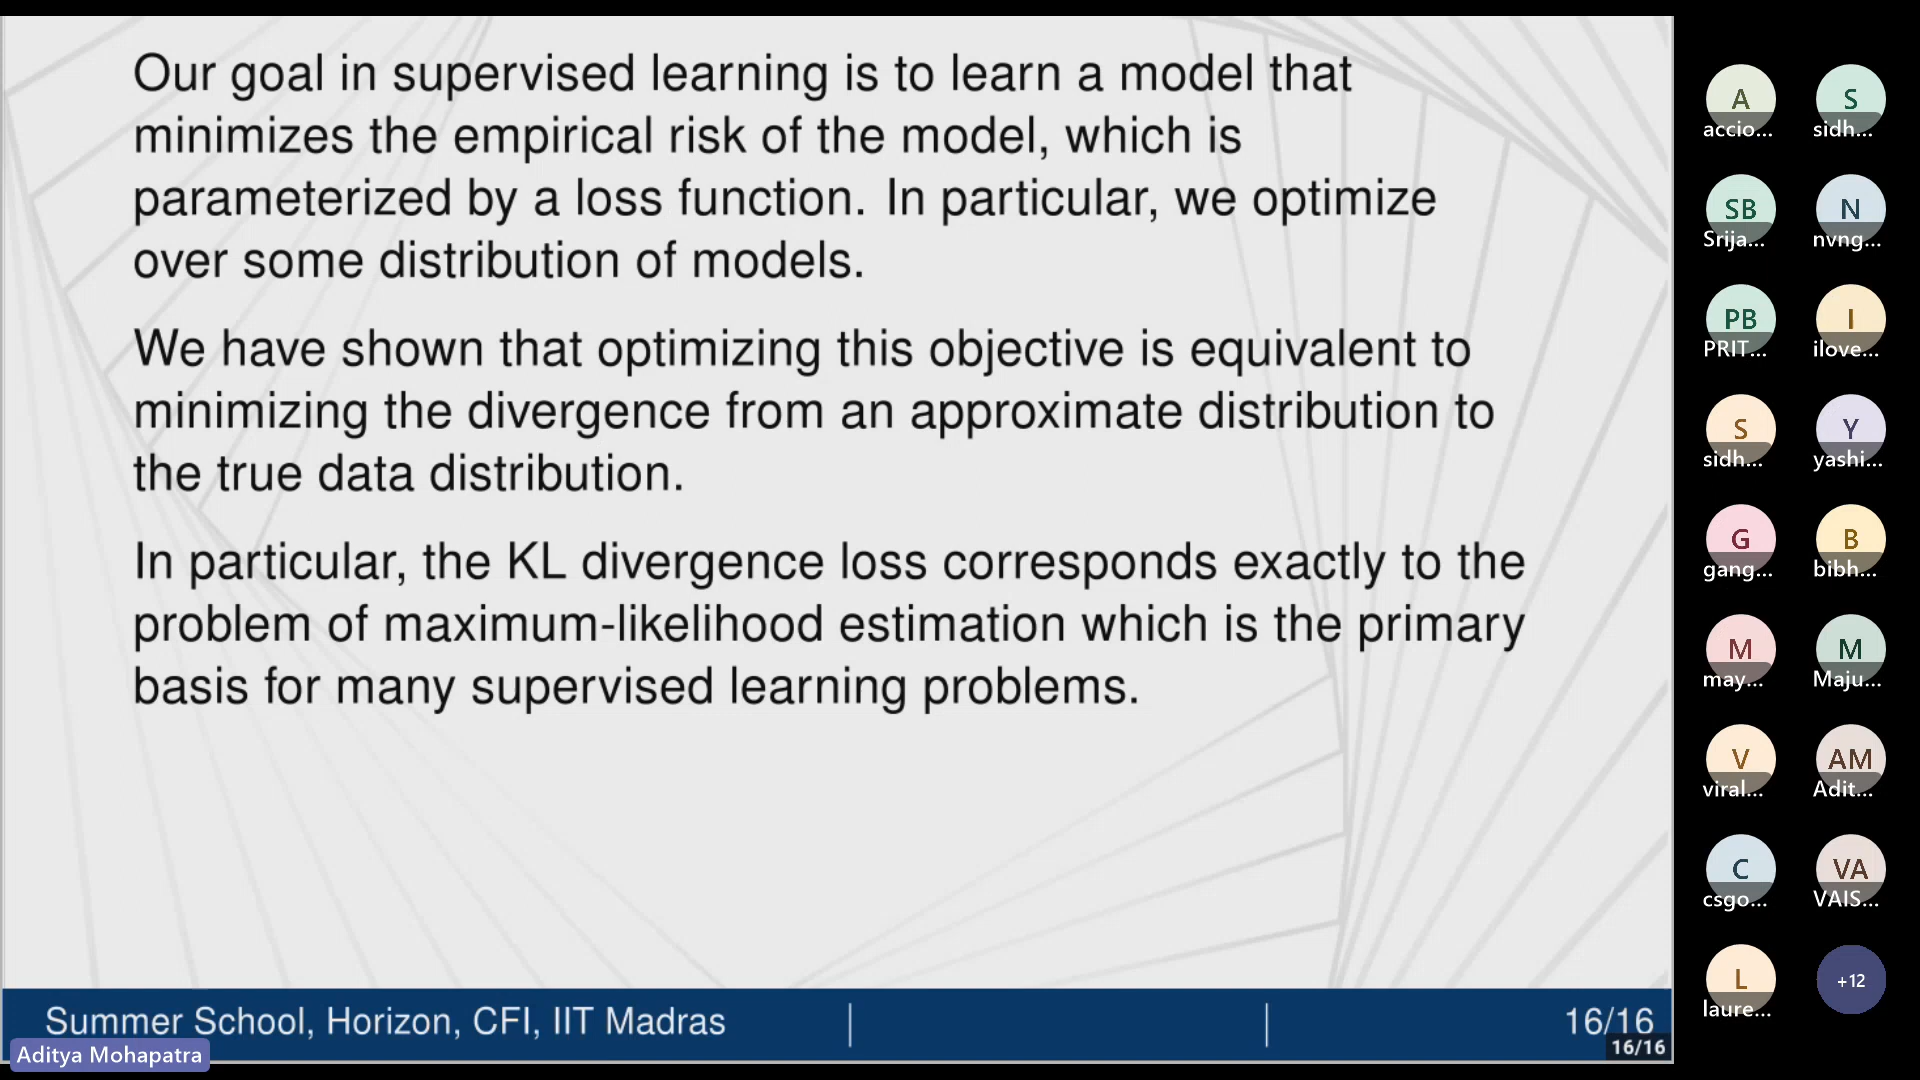 Our goal in supervised learning is to learn a model that
minimizes the empirical risk of the model, which is
parameterized by a loss function. In particular, we optimize
over some distribution of models.
We have shown that optimizing this objective is equivalent to
minimizing the divergence from an approximate distribution to
the true data distribution.
In particular, the KL divergence loss corresponds exactly to the
problem of maximum-likelihood estimation which is the primary
basis for many supervised learning problems.
Summer School, Horizon, CFI, IIT Madras
16/16
16/16
Aditya Mohapatra
A
accio...
S
sidh...
SB
Srija...
N
nvng...
PB
PRIT...
I
ilove...
S
sidh...
Y
yashi...
G
gang...
B
bibh...
M
may...
M
Maju...
V
viral...
AM
Adit...
C
csgo...
VA
VAIS...
L
laure...
+12